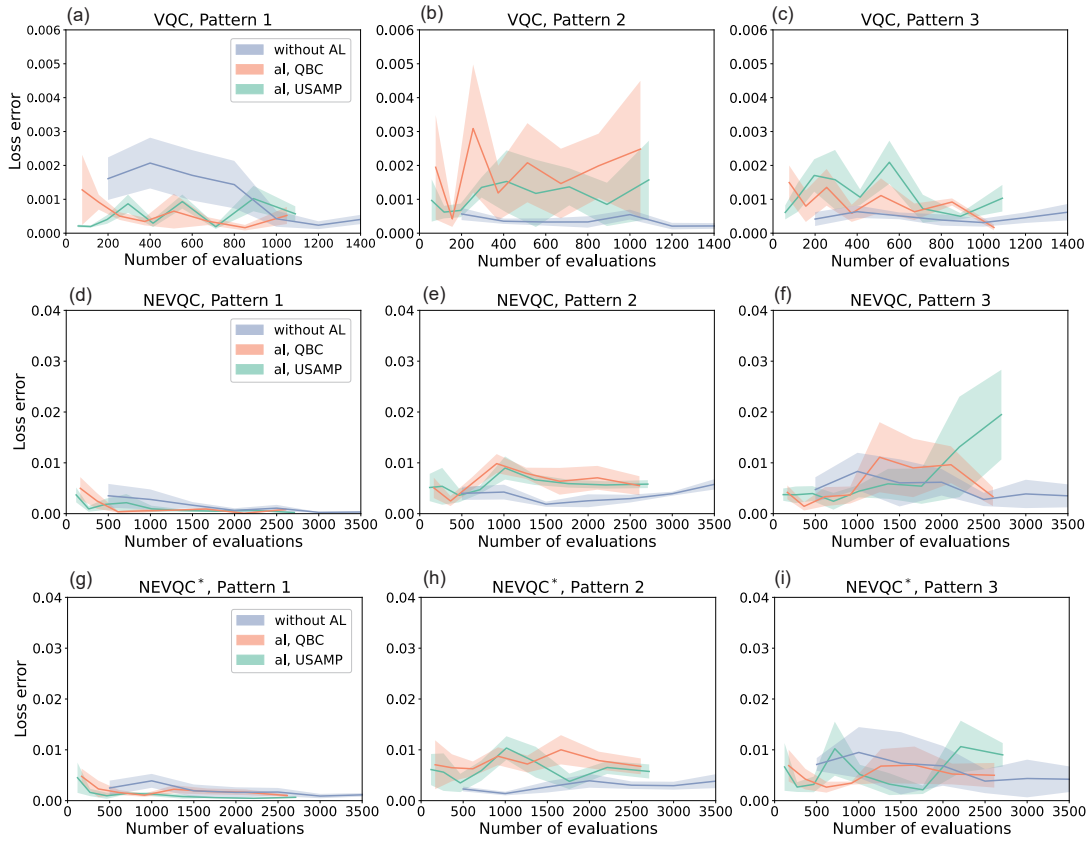 (a) VQC, Pattern 1
(b) VQC, Pattern 2
(c) VQC, Pattern 3
0.006 0.005 0.004 0.003 0.002 0.001 0.000
Loss error
without AL
al, QBC
al, USAMP
0 200 400 600 800 1000 1200 1400
Number of evaluations
0.006 0.005 0.004 0.003 0.002 0.001 0.000
0 200 400 600 800 1000 1200 1400
Number of evaluations
0.006 0.005 0.004 0.003 0.002 0.001 0.000
0 200 400 600 800 1000 1200 1400
Number of evaluations
(d) NEVQC, Pattern 1
(e) NEVQC, Pattern 2
(f) NEVQC, Pattern 3
0.04 0.03 0.02 0.01 0.00
Loss error
without AL
al, QBC
al, USAMP
0 500 1000 1500 2000 2500 3000 3500
Number of evaluations
0.04 0.03 0.02 0.01 0.00
0 500 1000 1500 2000 2500 3000 3500
Number of evaluations
0.04 0.03 0.02 0.01 0.00
0 500 1000 1500 2000 2500 3000 3500
Number of evaluations
(g) NEVQC*, Pattern 1
(h) NEVQC*, Pattern 2
(i) NEVQC*, Pattern 3
0.04 0.03 0.02 0.01 0.00
Loss error
without AL
al, QBC
al, USAMP
0 500 1000 1500 2000 2500 3000 3500
Number of evaluations
0.04 0.03 0.02 0.01 0.00
0 500 1000 1500 2000 2500 3000 3500
Number of evaluations
0.04 0.03 0.02 0.01 0.00
0 500 1000 1500 2000 2500 3000 3500
Number of evaluations